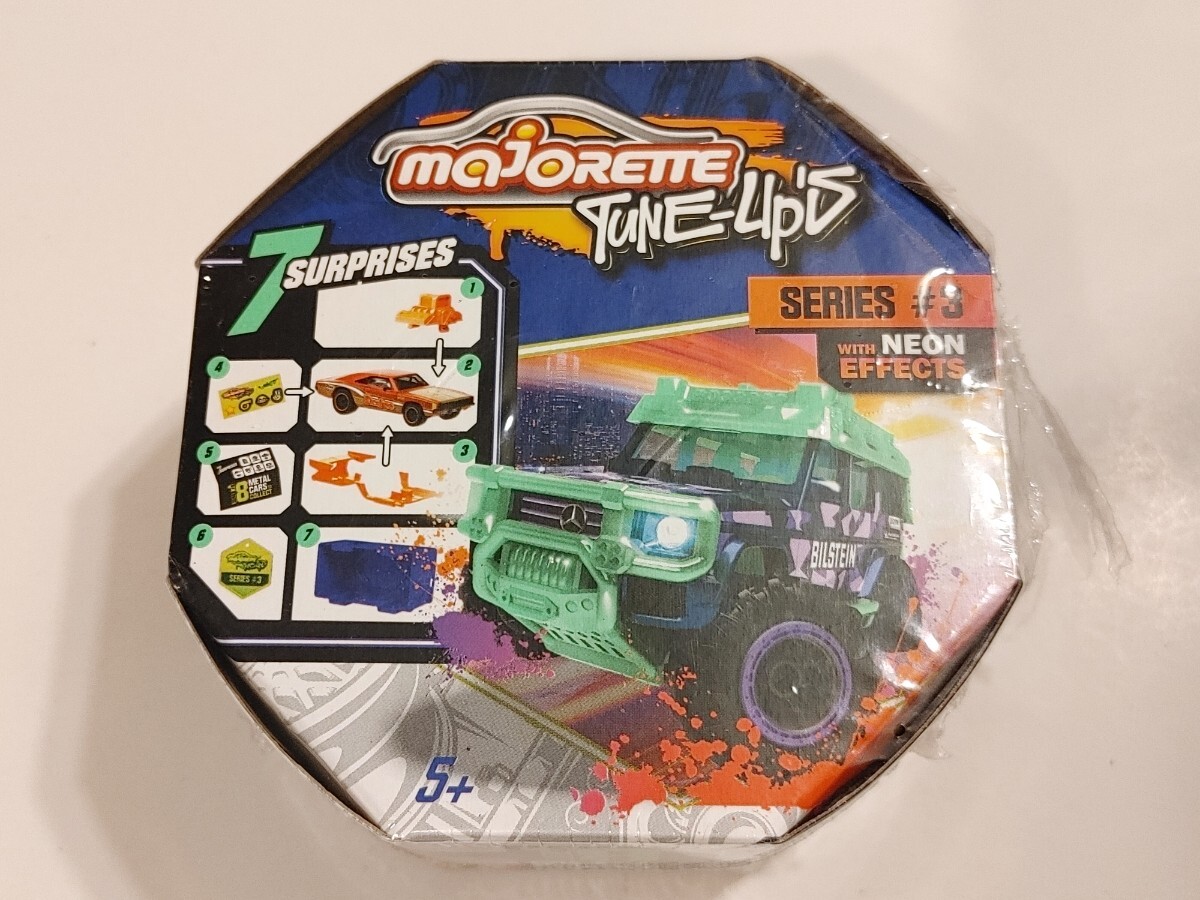 MAJORETTE
TUNE-Up'S
7 SURPRISES
SERIES #3
WITH NEON
EFFECTS
1
2
3
4
5
8 METAL
CARS
COLLECT
6
SERIES #3
7
BILSTEIN
5+